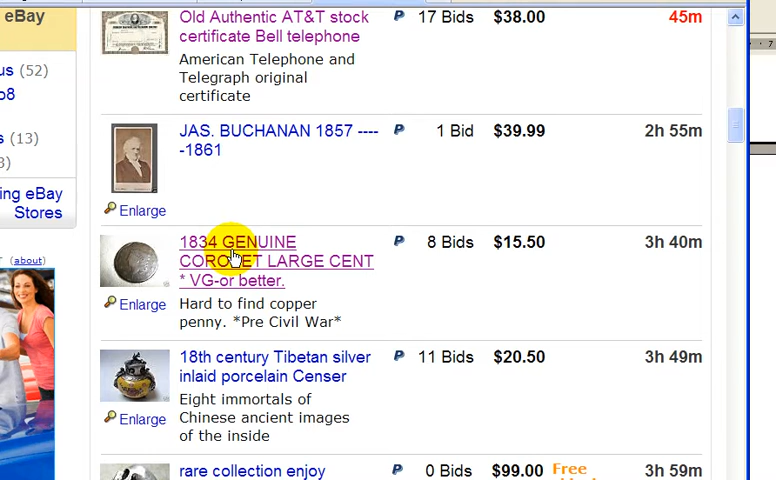 eBay
us (52)
o8
s (13)
3)
ing eBay
Stores
T (about)
Old Authentic AT&T stock
certificate Bell telephone
American Telephone and
Telegraph original
certificate
P 17 Bids $38.00 45m
JAS. BUCHANAN 1857 ----
-1861
P 1 Bid $39.99 2h 55m
Enlarge
1834 GENUINE
CORONET LARGE CENT
* VG-or better.
Hard to find copper
penny. *Pre Civil War*
P 8 Bids $15.50 3h 40m
Enlarge
18th century Tibetan silver
inlaid porcelain Censer
Eight immortals of
Chinese ancient images
of the inside
P 11 Bids $20.50 3h 49m
Enlarge
rare collection enjoy
P 0 Bids $99.00 Free 3h 59m
7